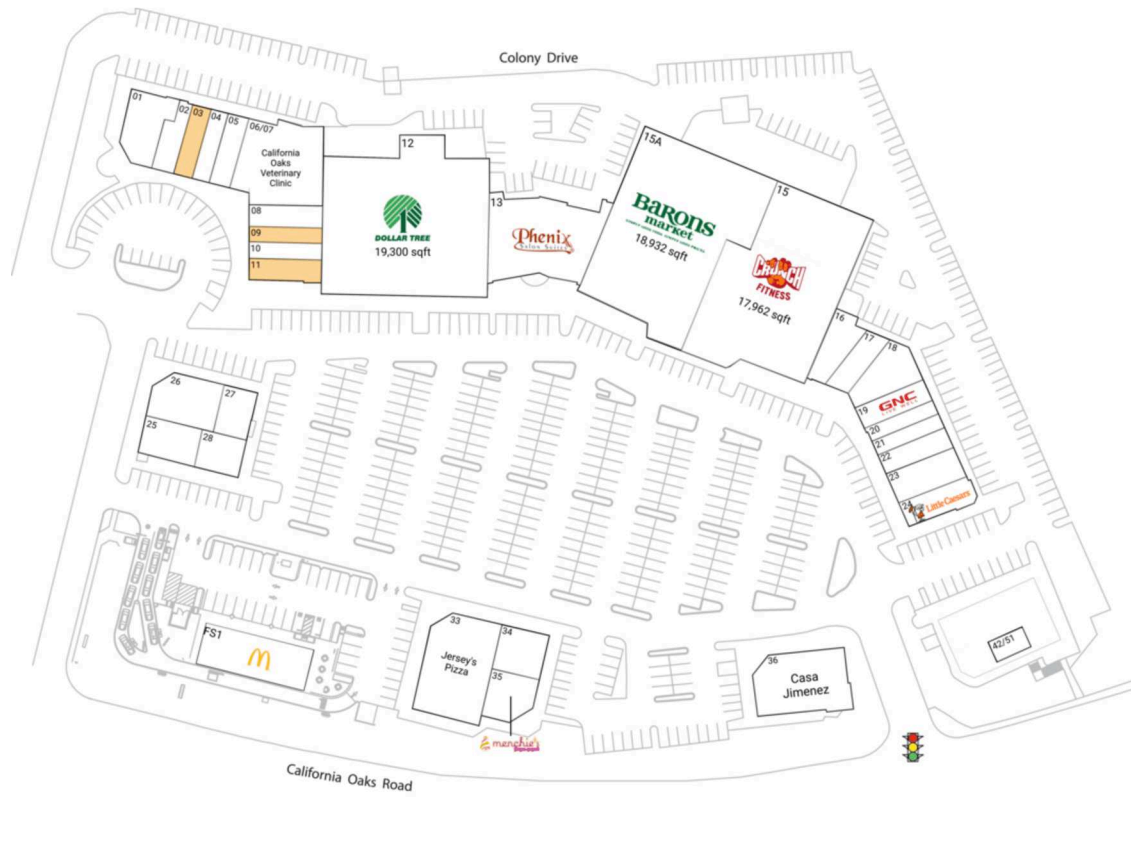 Colony Drive
01
02
03
04
05
06/07
California
Oaks
Veterinary
Clinic
08
09
10
11
12
DOLLAR TREE
19,300 sqft
13
Phenix
Salon Suites
15A
BARONS
market
18,932 sqft
15
CRUNCH
FITNESS
17,962 sqft
16
17
18
19
GNC
LIVE WELL
20
21
22
23
24
Little Caesars
26
27
25
28
FS1
33
34
Jersey's
Pizza
35
menchie's
36
Casa
Jimenez
42/51
California Oaks Road